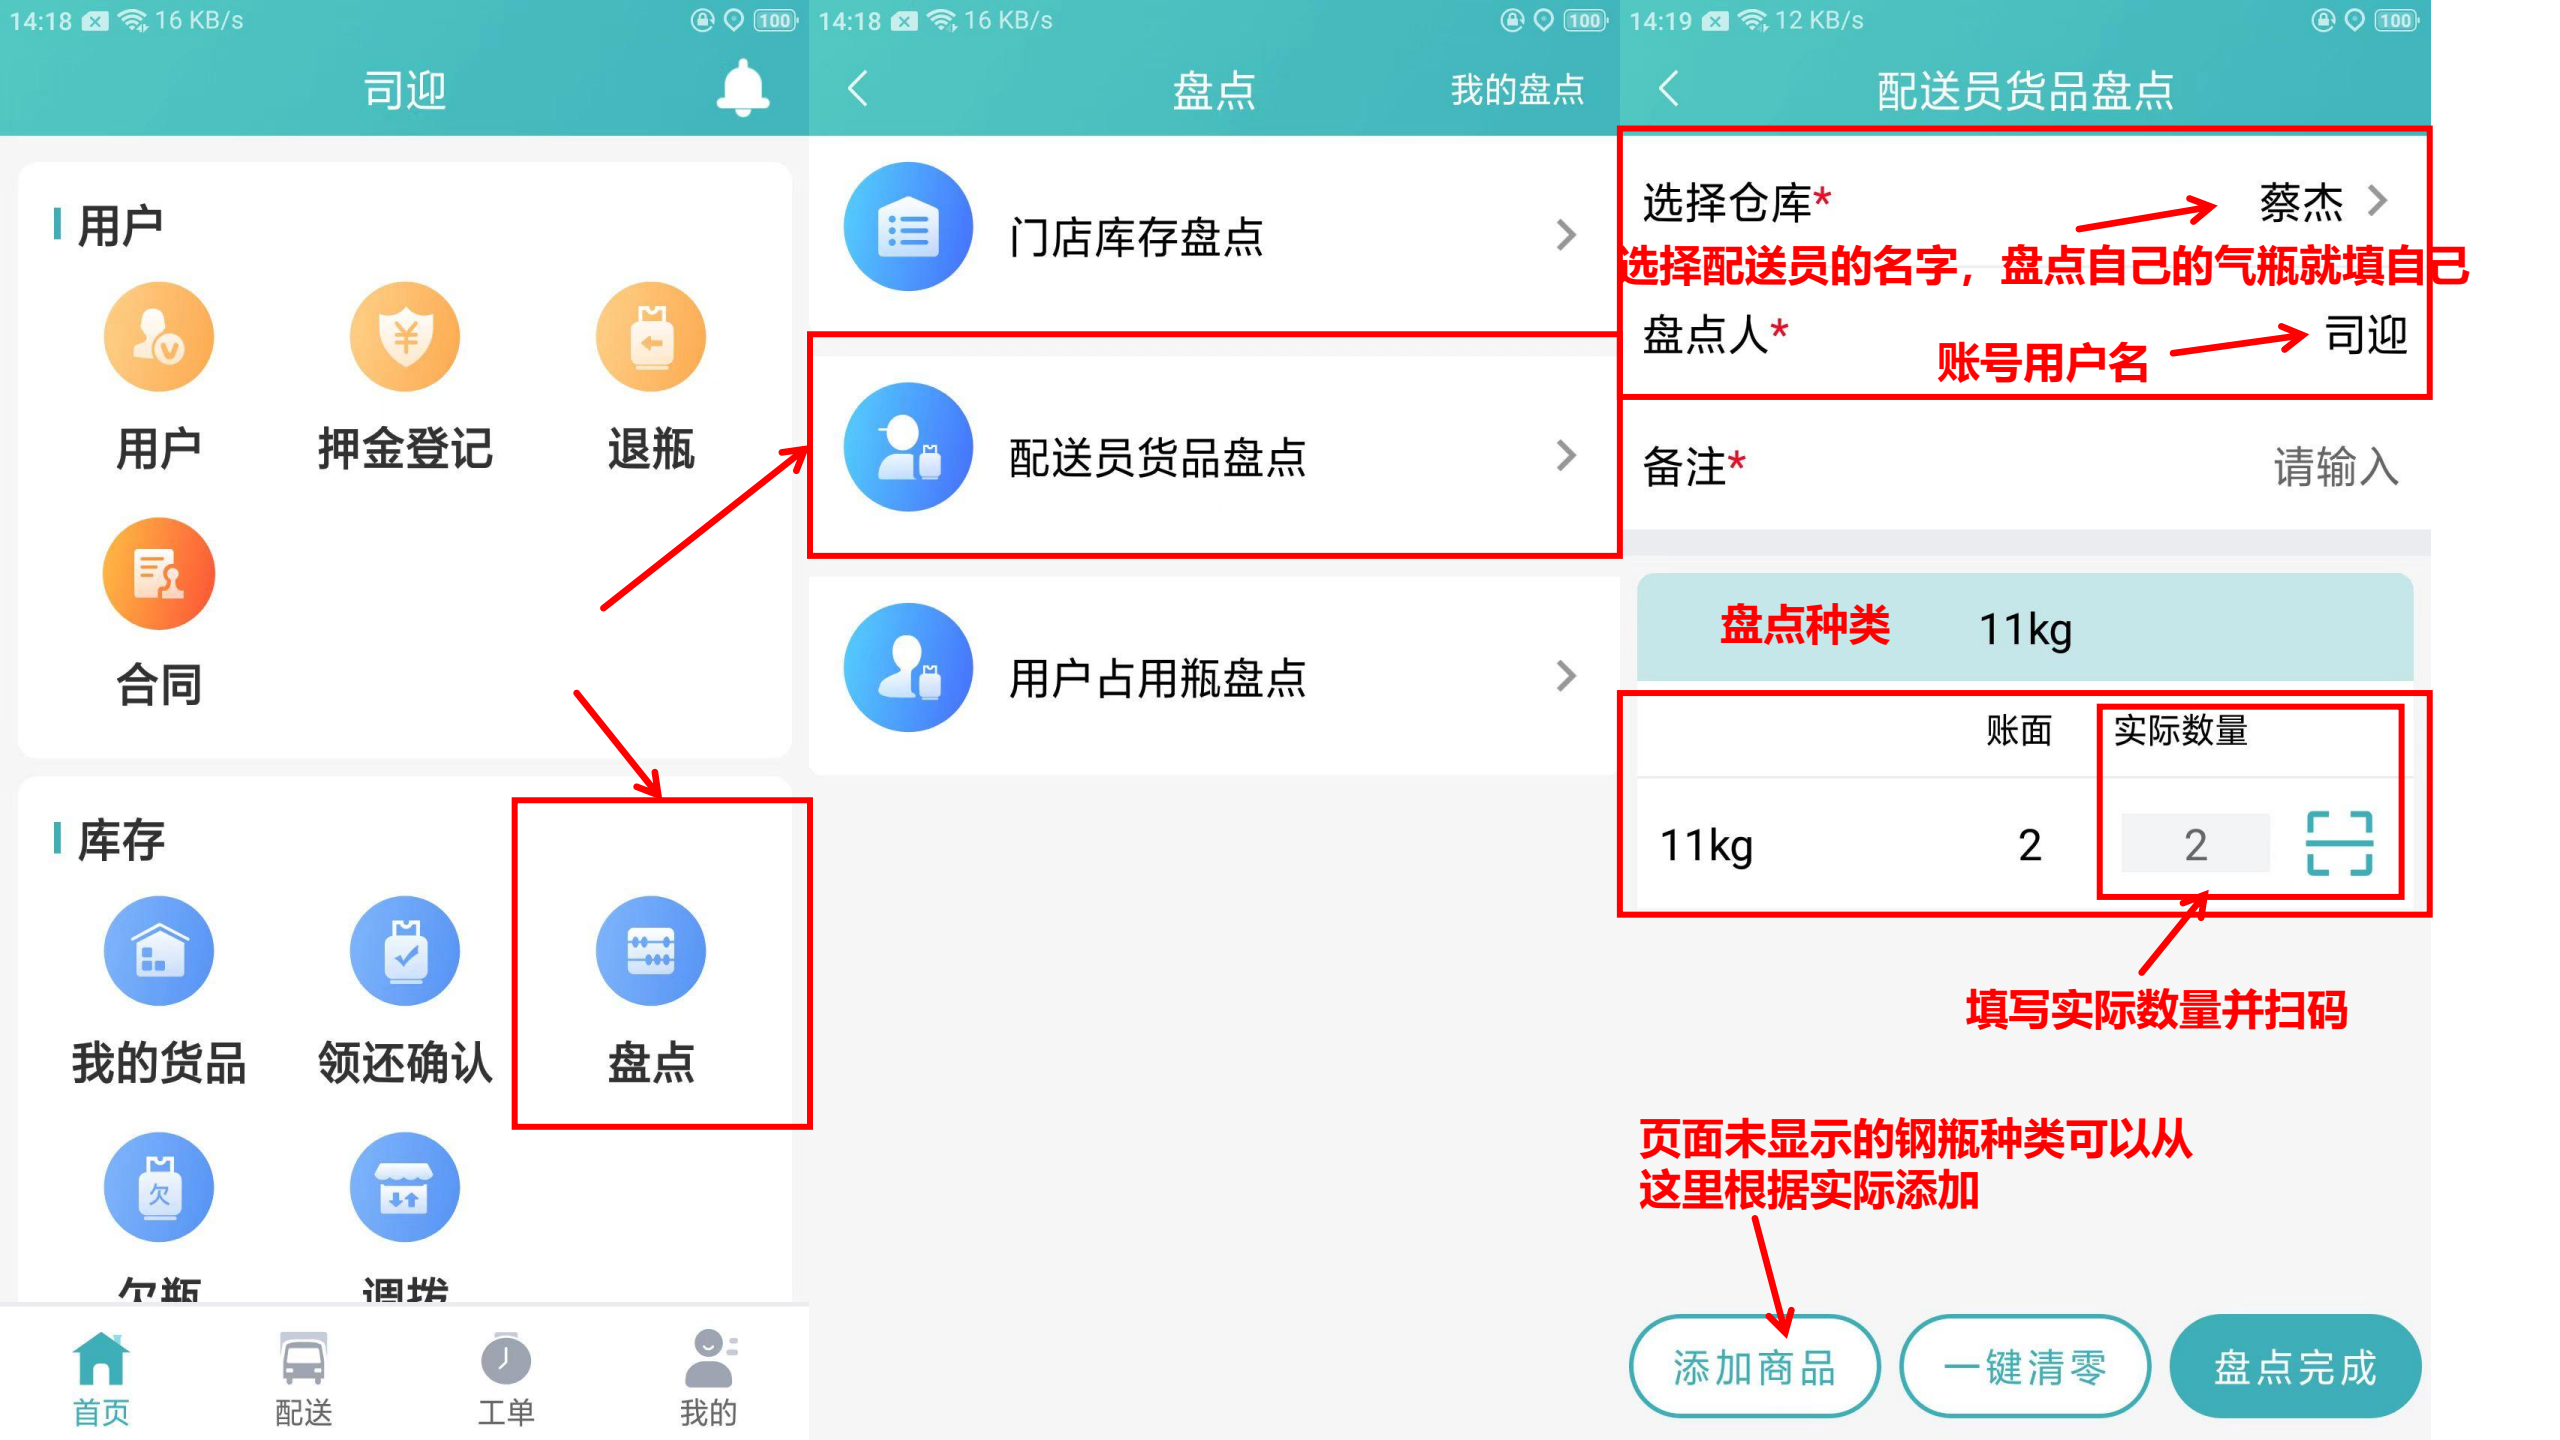 14:18 16 KB/s 100
司迎
用户
用户 押金登记 退瓶
合同
库存
我的货品 领还确认 盘点
欠
欠瓶 调拨
首页 配送 工单 我的
14:18 16 KB/s 100
盘点 我的盘点
门店库存盘点
配送员货品盘点
用户占用瓶盘点
14:19 12 KB/s 100
配送员货品盘点
选择仓库* 蔡杰
选择配送员的名字，盘点自己的气瓶就填自己
盘点人* 司迎
账号用户名
备注* 请输入
盘点种类 11kg
账面 实际数量
11kg 2 2
填写实际数量并扫码
页面未显示的钢瓶种类可以从
这里根据实际添加
添加商品 一键清零 盘点完成